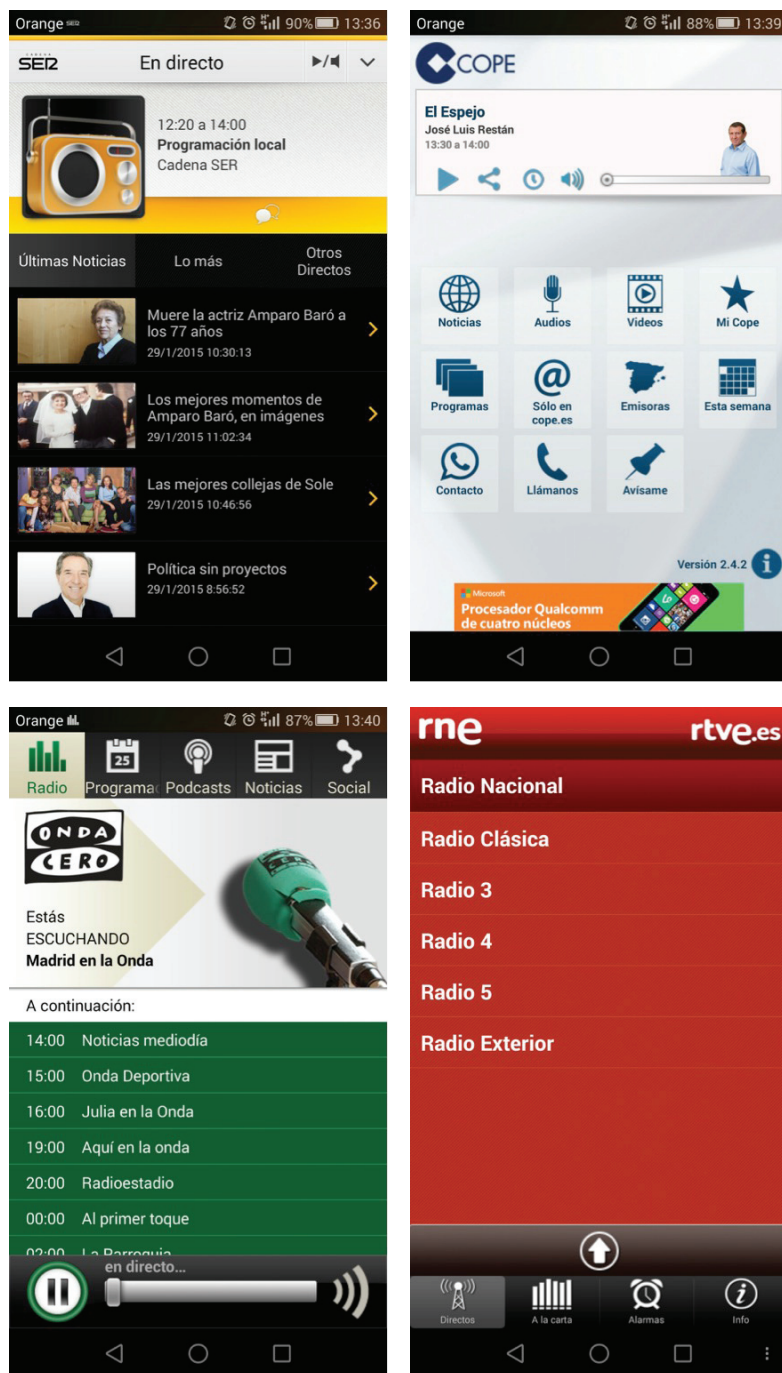 Orange SER 90% 13:36
SER En directo
12:20 a 14:00
Programación local
Cadena SER
Últimas Noticias Lo más Otros Directos
Muere la actriz Amparo Baró a
los 77 años
29/1/2015 10:30:13
Los mejores momentos de
Amparo Baró, en imágenes
29/1/2015 11:02:34
Las mejores collejas de Sole
29/1/2015 10:46:56
Política sin proyectos
29/1/2015 8:56:52
Orange 88% 13:39
COPE
El Espejo
José Luis Restán
13:30 a 14:00
Noticias Audios Videos Mi Cope
Programas Sólo en cope.es Emisoras Esta semana
Contacto Llámanos Avísame
Versión 2.4.2
Microsoft
Procesador Qualcomm
de cuatro núcleos
Orange 87% 13:40
25
Radio Programac Podcasts Noticias Social
ONDA
CERO
Estás
ESCUCHANDO
Madrid en la Onda
A continuación:
14:00 Noticias mediodía
15:00 Onda Deportiva
16:00 Julia en la Onda
19:00 Aquí en la onda
20:00 Radioestadio
00:00 Al primer toque
02:00 La Parroquia
en directo...
rne rtve.es
Radio Nacional
Radio Clásica
Radio 3
Radio 4
Radio 5
Radio Exterior
Directos A la carta Alarmas Info